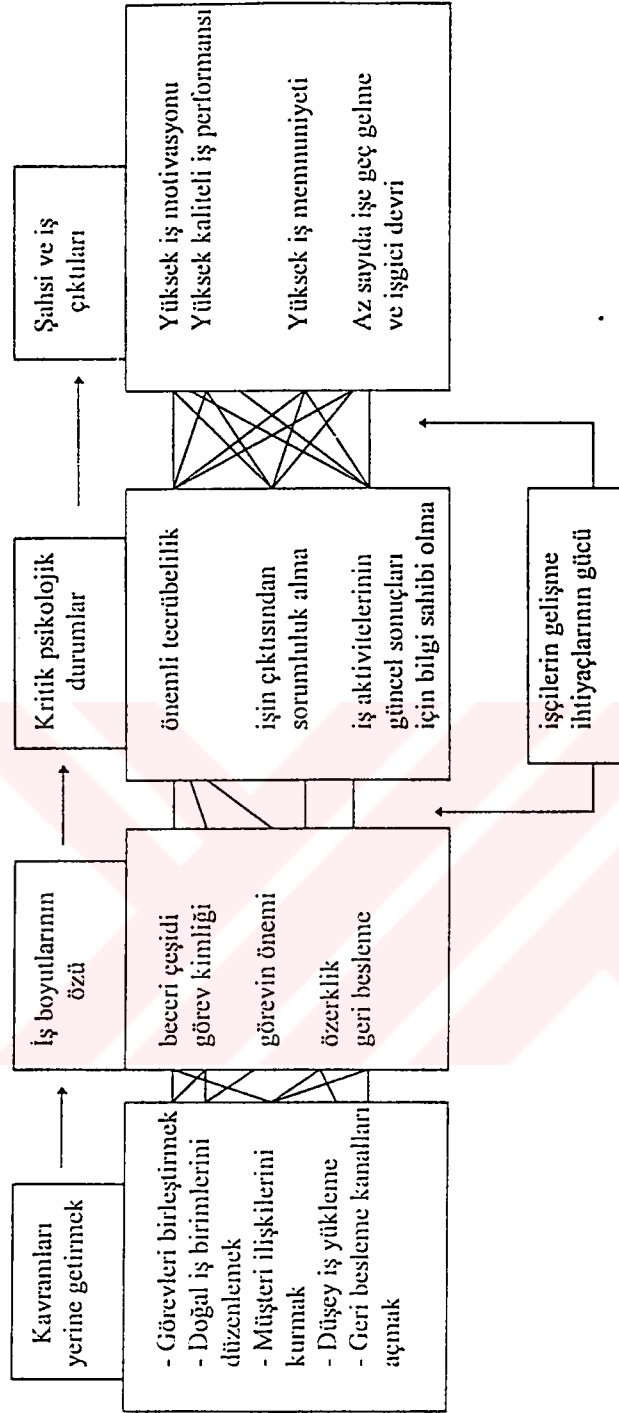 Kavramları
yerine getirmek
- Görevleri birleştirmek
- Doğal iş birimlerini
düzenlemek
- Müşteri ilişkilerini
kurmak
- Düşey iş yükleme
- Geri besleme kanalları
açmak
İş boyutlarının
özü
beceri çeşidi
görev kimliği
görevin önemi
özerklik
geri besleme
Kritik psikolojik
durumlar
önemli tecrübelilik
işin çıktısından
sorumluluk alma
iş aktivitelerinin
güncel sonuçları
için bilgi sahibi olma
Şahsi ve iş
çıktıları
Yüksek iş motivasyonu
Yüksek kaliteli iş performansı
Yüksek iş memnuniyeti
Az sayıda işe geç gelme
ve işgici devri
işçilerin gelişme
ihtiyaçlarının gücü